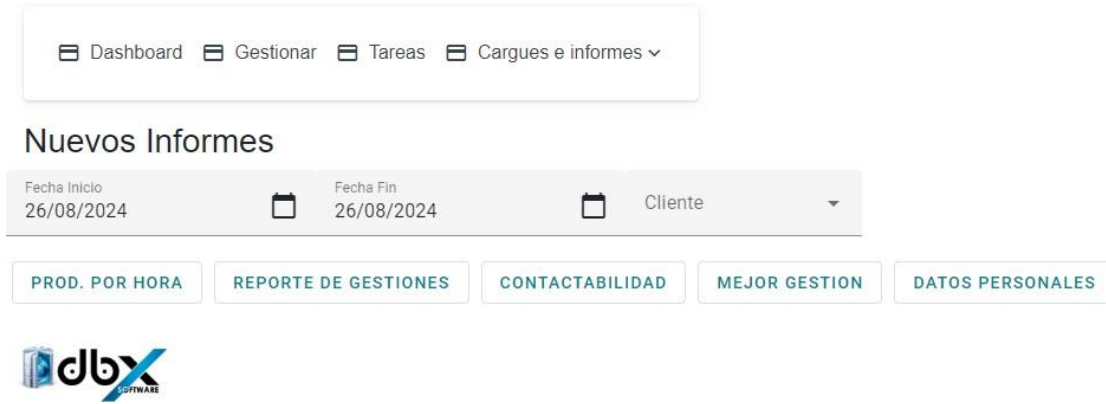 Dashboard Gestionar Tareas Cargues e informes
Nuevos Informes
Fecha Inicio Fecha Fin
26/08/2024 26/08/2024 Cliente
PROD. POR HORA REPORTE DE GESTIONES CONTACTABILIDAD MEJOR GESTION DATOS PERSONALES
dbx
SOFTWARE